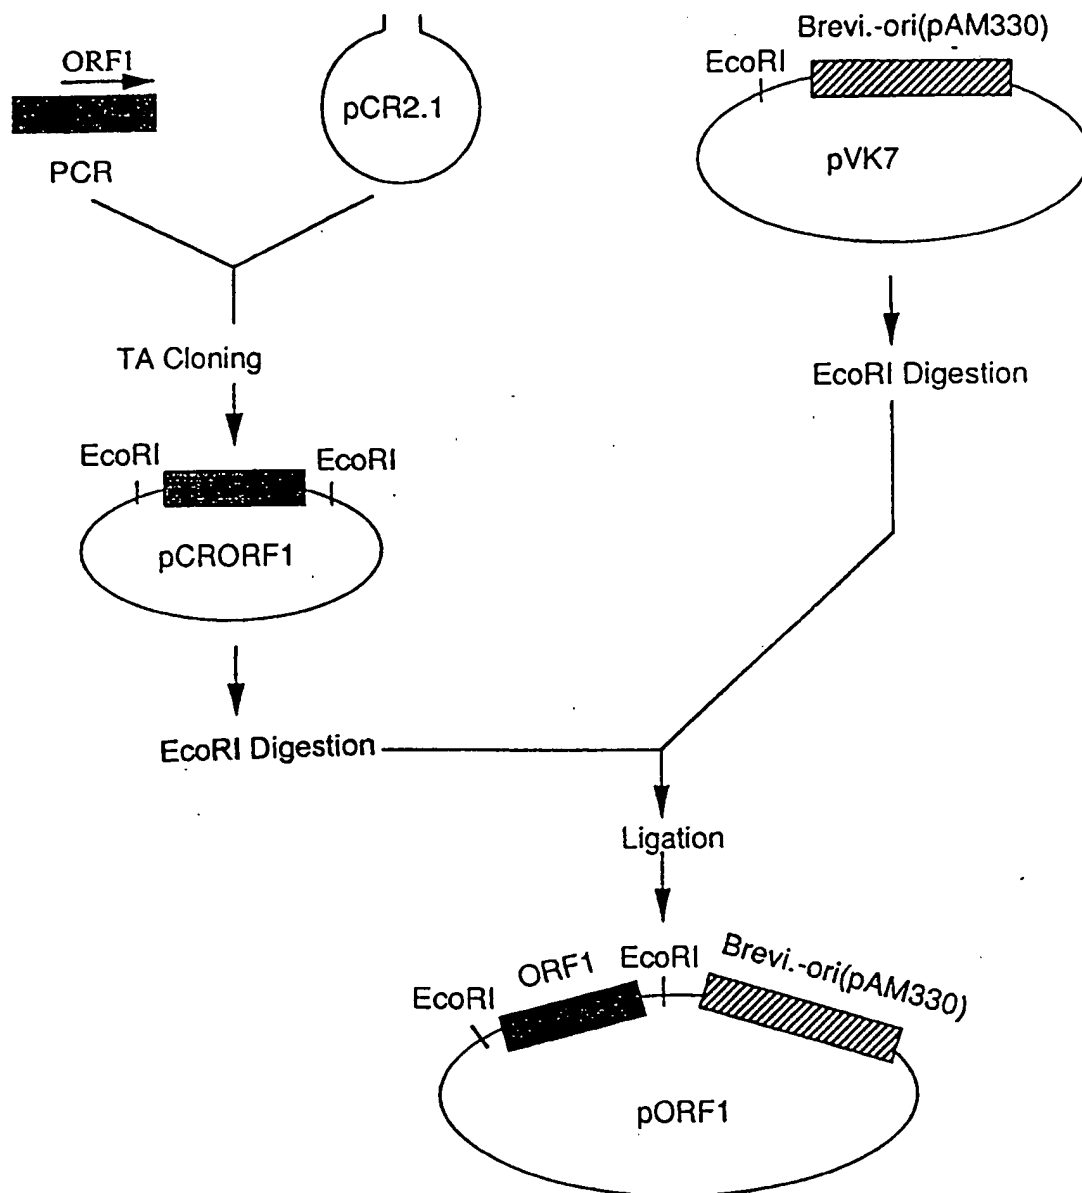 ORF1
PCR
pCR2.1
Brevi.-ori(pAM330)
EcoRI
pVK7
TA Cloning
EcoRI Digestion
EcoRI
EcoRI
pCRORF1
EcoRI Digestion
Ligation
EcoRI
ORF1
EcoRI
Brevi.-ori(pAM330)
pORF1